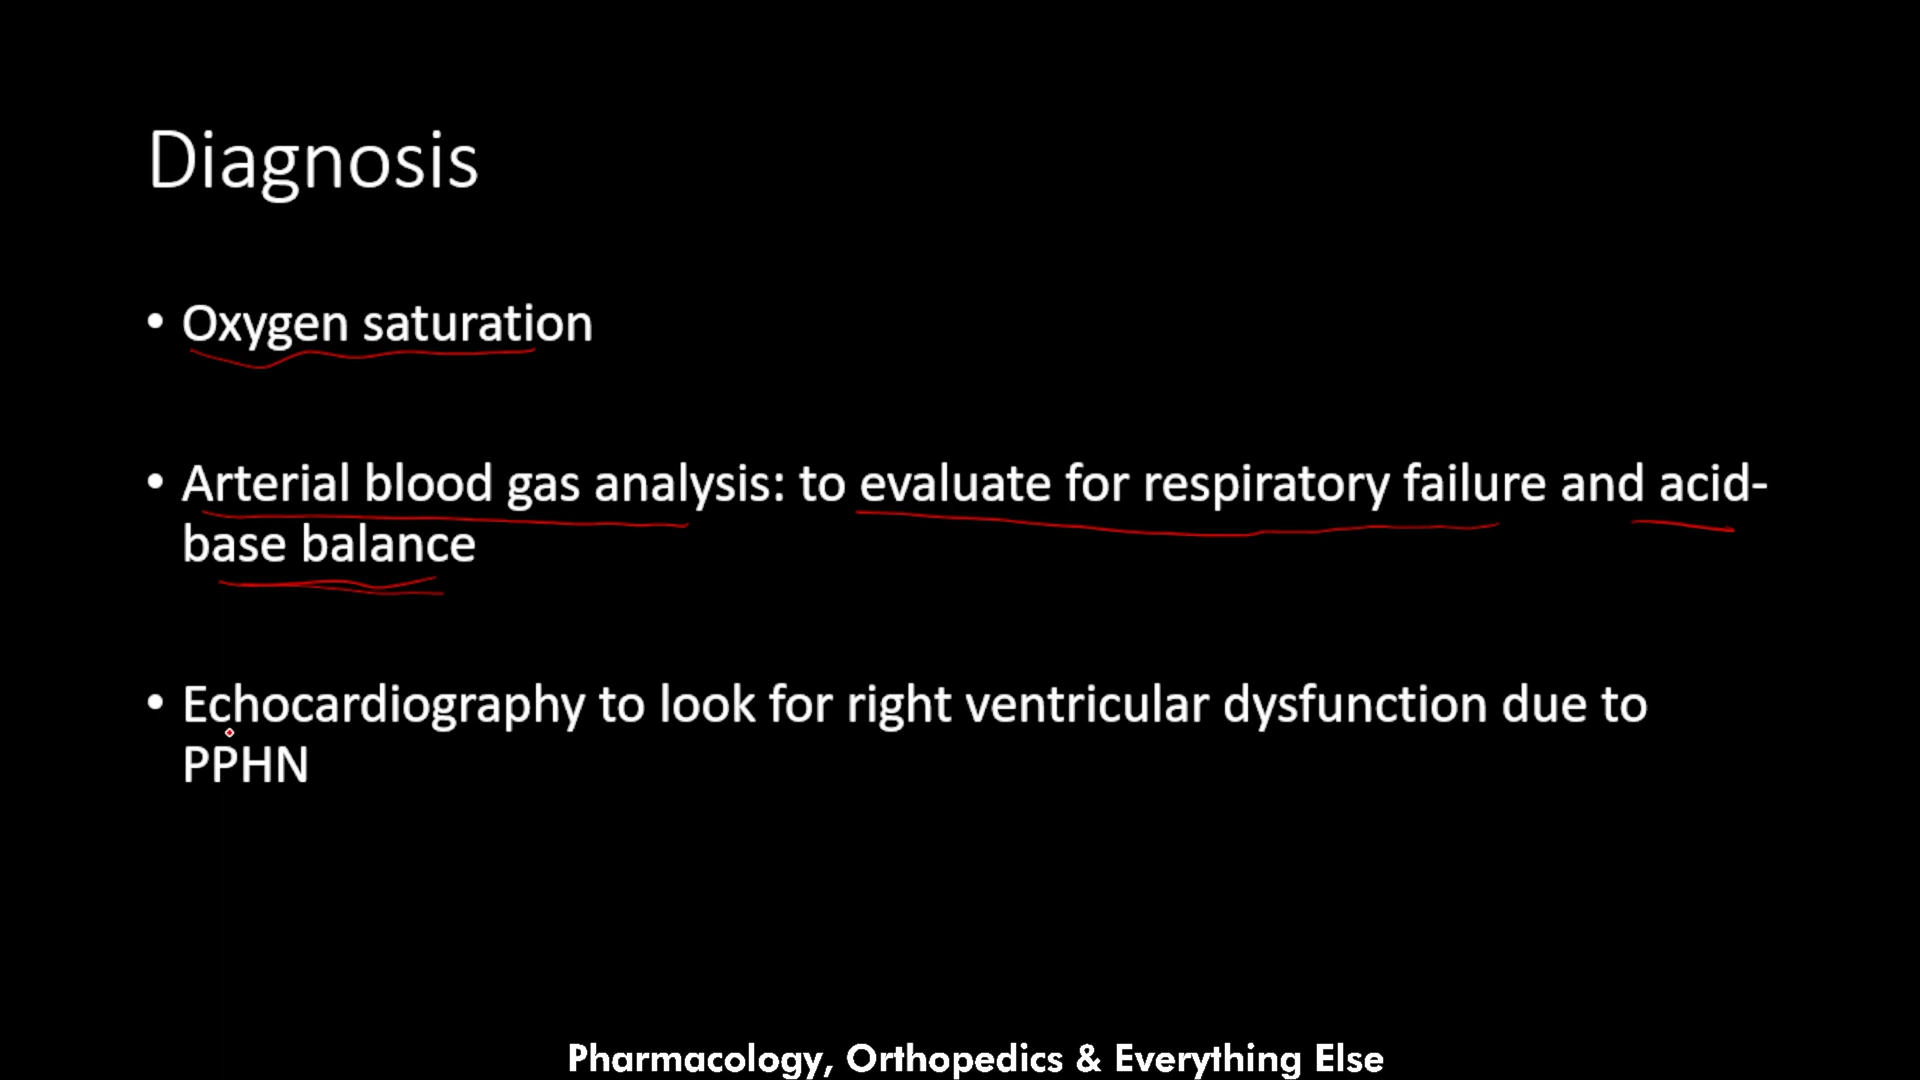 Diagnosis
• Oxygen saturation
• Arterial blood gas analysis: to evaluate for respiratory failure and acid-
base balance
• Echocardiography to look for right ventricular dysfunction due to
PPHN
Pharmacology, Orthopedics & Everything Else